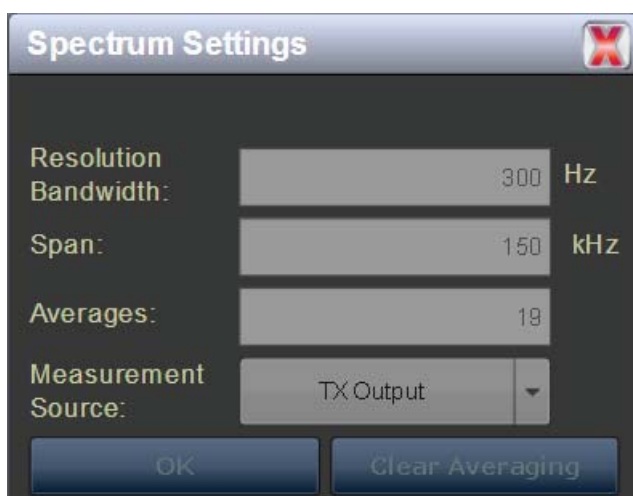 Spectrum Settings
Resolution
Bandwidth:
300 Hz
Span:
150 kHz
Averages:
19
Measurement
Source:
TX Output
OK
Clear Averaging